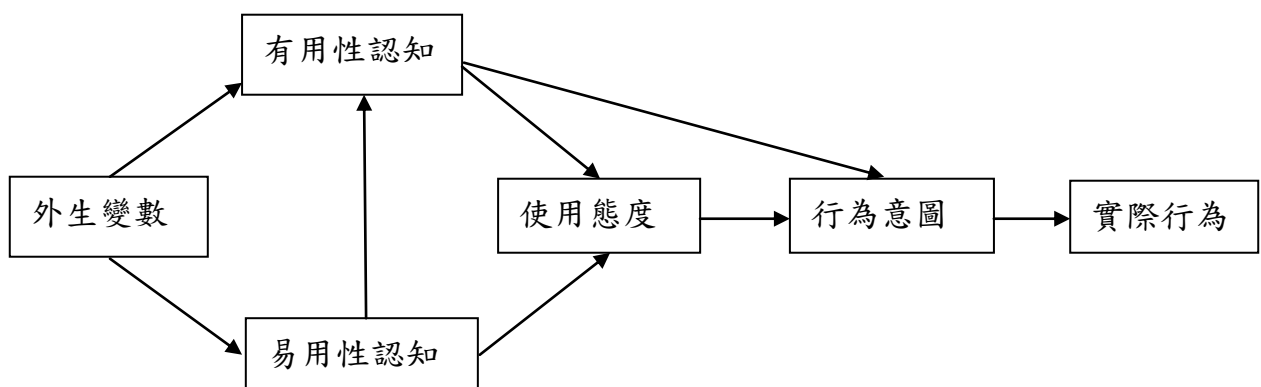 有用性認知
外生變數
使用態度
行為意圖
實際行為
易用性認知